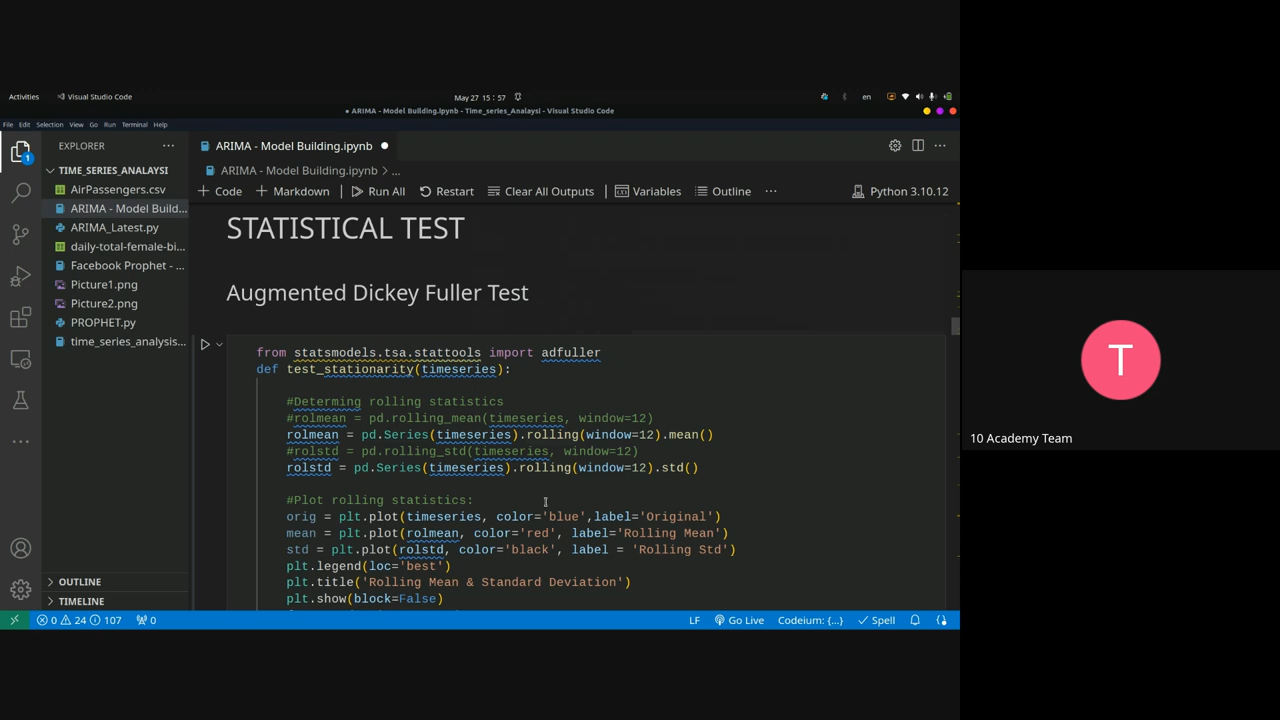 Activities
Visual Studio Code
May 27 15 : 57
en
● ARIMA - Model Building.ipynb - Time_series_Analaysi - Visual Studio Code
File Edit Selection View Go Run Terminal Help
EXPLORER
TIME_SERIES_ANALAYSI
AirPassengers.csv
ARIMA - Model Build...
ARIMA_Latest.py
daily-total-female-bi...
Facebook Prophet - ...
Picture1.png
Picture2.png
PROPHET.py
time_series_analysis...
OUTLINE
TIMELINE
1
ARIMA - Model Building.ipynb ●
ARIMA - Model Building.ipynb > ...
+ Code + Markdown Run All Restart Clear All Outputs Variables Outline ... Python 3.10.12
STATISTICAL TEST
Augmented Dickey Fuller Test
from statsmodels.tsa.stattools import adfuller
def test_stationarity(timeseries):
#Determing rolling statistics
#rolmean = pd.rolling_mean(timeseries, window=12)
rolmean = pd.Series(timeseries).rolling(window=12).mean()
#rolstd = pd.rolling_std(timeseries, window=12)
rolstd = pd.Series(timeseries).rolling(window=12).std()
#Plot rolling statistics:
orig = plt.plot(timeseries, color='blue',label='Original')
mean = plt.plot(rolmean, color='red', label='Rolling Mean')
std = plt.plot(rolstd, color='black', label = 'Rolling Std')
plt.legend(loc='best')
plt.title('Rolling Mean & Standard Deviation')
plt.show(block=False)
0 24 107 0
LF Go Live Codeium: {...} Spell
T
10 Academy Team